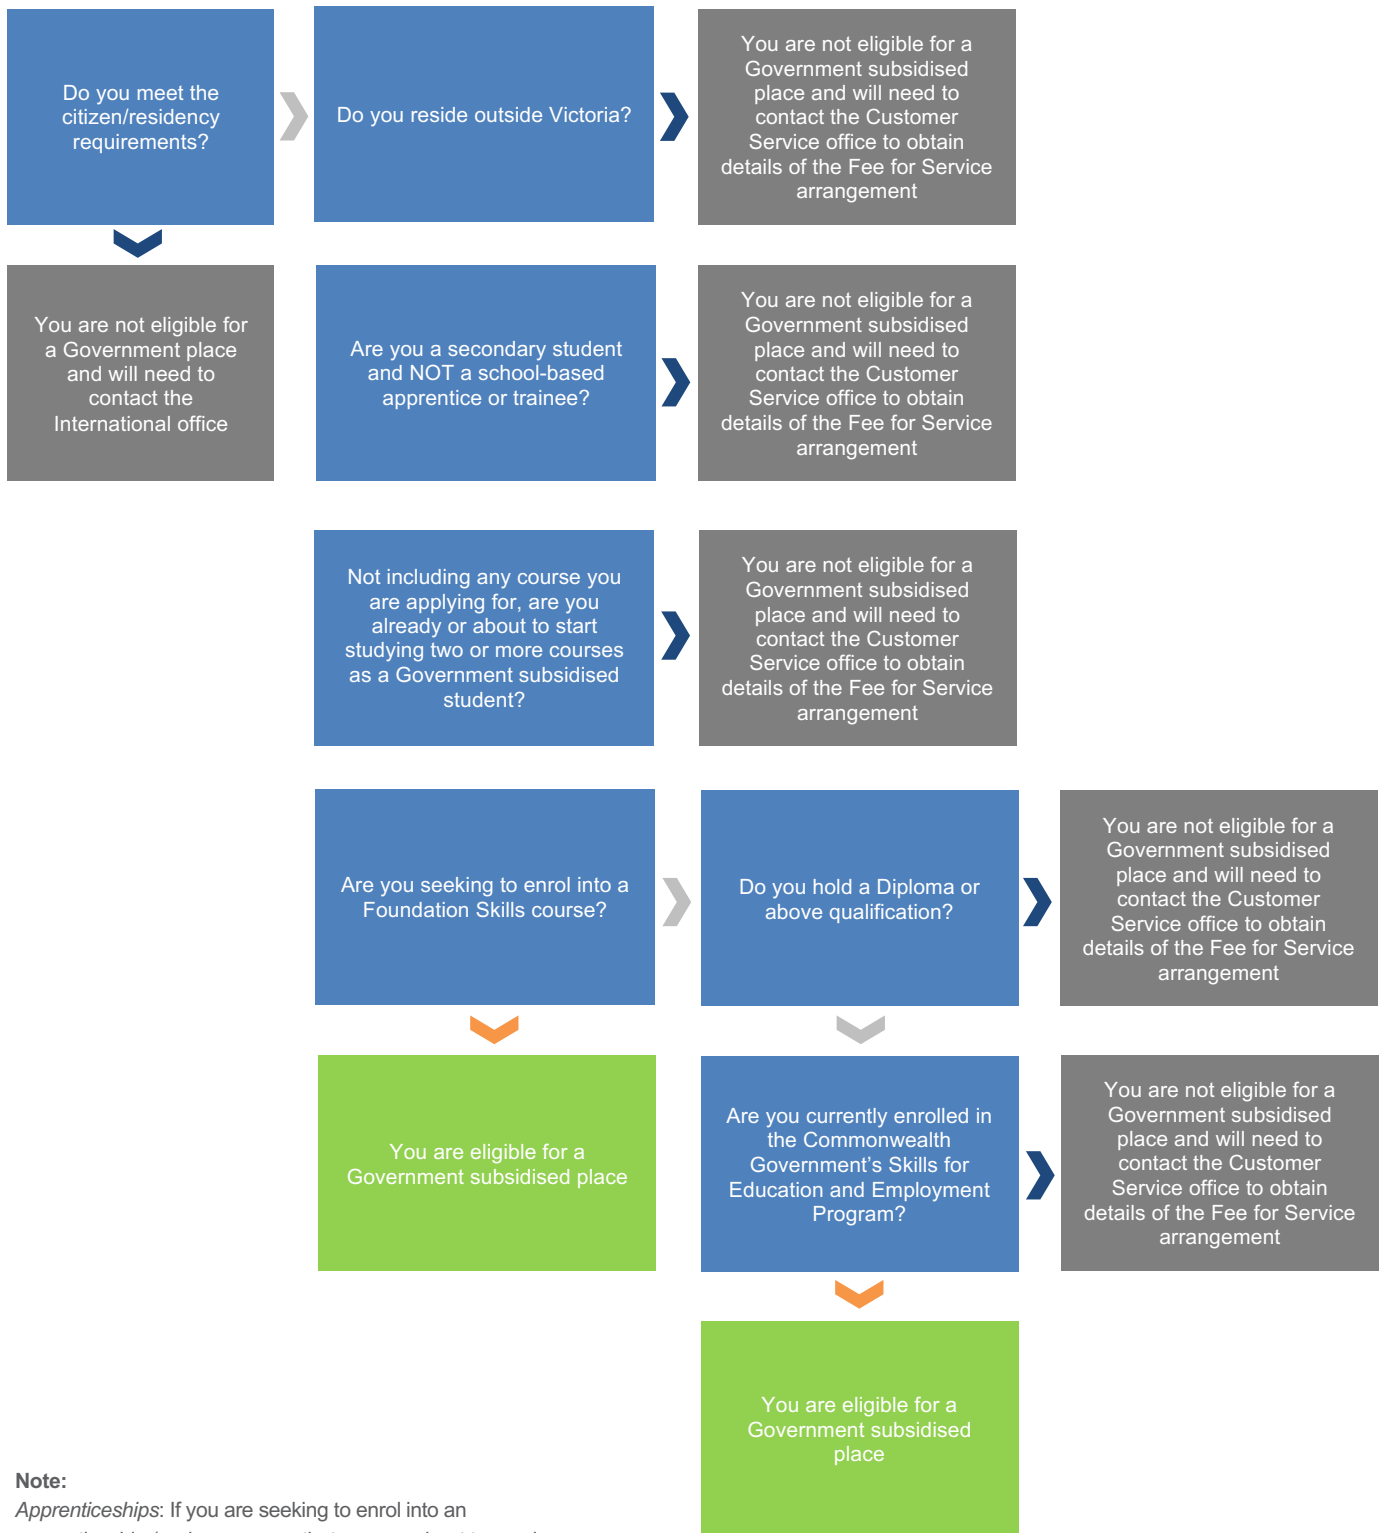 Do you meet the
citizen/residency
requirements?
Do you reside outside Victoria?
You are not eligible for a
Government subsidised
place and will need to
contact the Customer
Service office to obtain
details of the Fee for Service
arrangement
You are not eligible for
a Government place
and will need to
contact the
International office
Are you a secondary student
and NOT a school-based
apprentice or trainee?
You are not eligible for a
Government subsidised
place and will need to
contact the Customer
Service office to obtain
details of the Fee for Service
arrangement
Not including any course you
are applying for, are you
already or about to start
studying two or more courses
as a Government subsidised
student?
You are not eligible for a
Government subsidised
place and will need to
contact the Customer
Service office to obtain
details of the Fee for Service
arrangement
Are you seeking to enrol into a
Foundation Skills course?
Do you hold a Diploma or
above qualification?
You are not eligible for a
Government subsidised
place and will need to
contact the Customer
Service office to obtain
details of the Fee for Service
arrangement
You are eligible for a
Government subsidised place
Are you currently enrolled in
the Commonwealth
Government's Skills for
Education and Employment
Program?
You are not eligible for a
Government subsidised
place and will need to
contact the Customer
Service office to obtain
details of the Fee for Service
arrangement
You are eligible for a
Government subsidised
place
Note:
Apprenticeships: If you are seeking to enrol into an